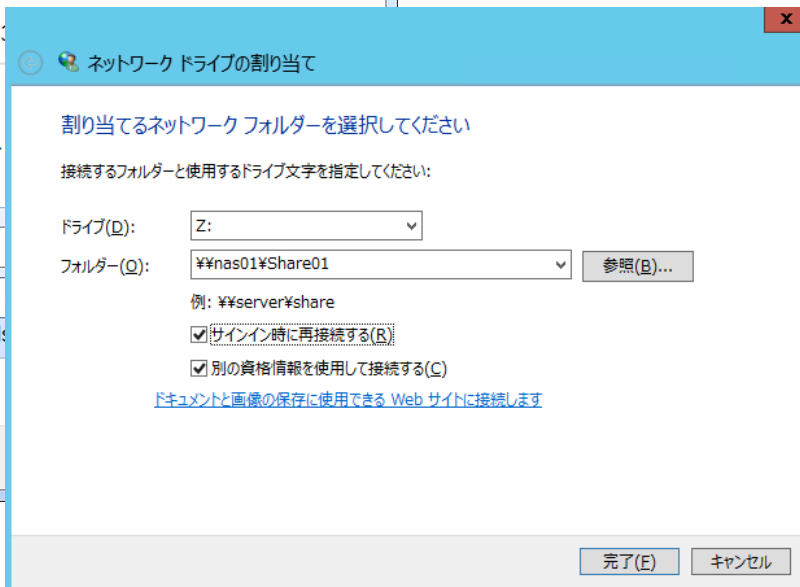 x
ネットワーク ドライブの割り当て
割り当てるネットワーク フォルダーを選択してください
接続するフォルダーと使用するドライブ文字を指定してください:
ドライブ(D): Z:
フォルダー(O): ¥¥nas01¥Share01 参照(B)...
例: ¥¥server¥share
サインイン時に再接続する(R)
別の資格情報を使用して接続する(C)
ドキュメントと画像の保存に使用できる Web サイトに接続します
完了(F) キャンセル